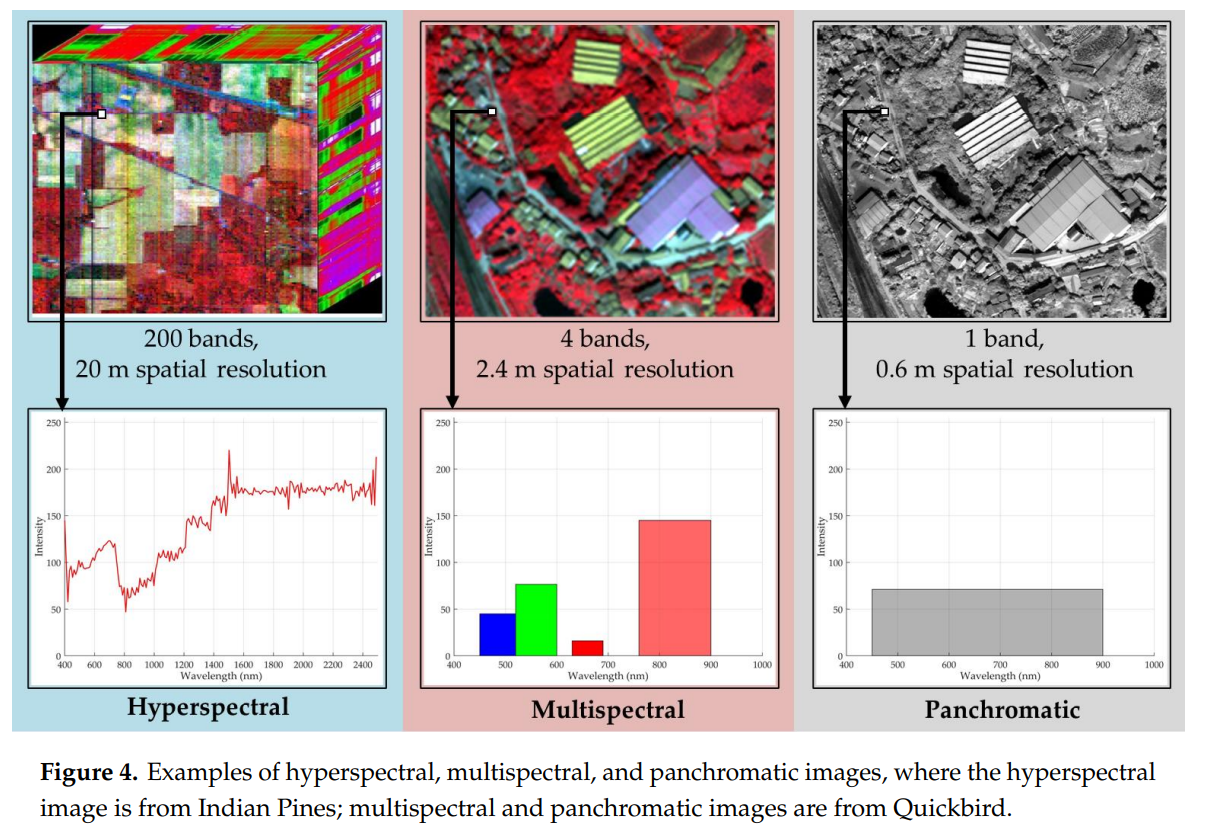 200 bands,
20 m spatial resolution
4 bands,
2.4 m spatial resolution
1 band,
0.6 m spatial resolution
250
200
150
100
50
0
Intensity
400 600 800 1000 1200 1400 1600 1800 2000 2200 2400
Wavelength (nm)
Hyperspectral
250
200
150
100
50
0
Intensity
400 500 600 700 800 900 1000
Wavelength (nm)
Multispectral
250
200
150
100
50
0
Intensity
400 500 600 700 800 900 1000
Wavelength (nm)
Panchromatic
Figure 4. Examples of hyperspectral, multispectral, and panchromatic images, where the hyperspectral
image is from Indian Pines; multispectral and panchromatic images are from Quickbird.